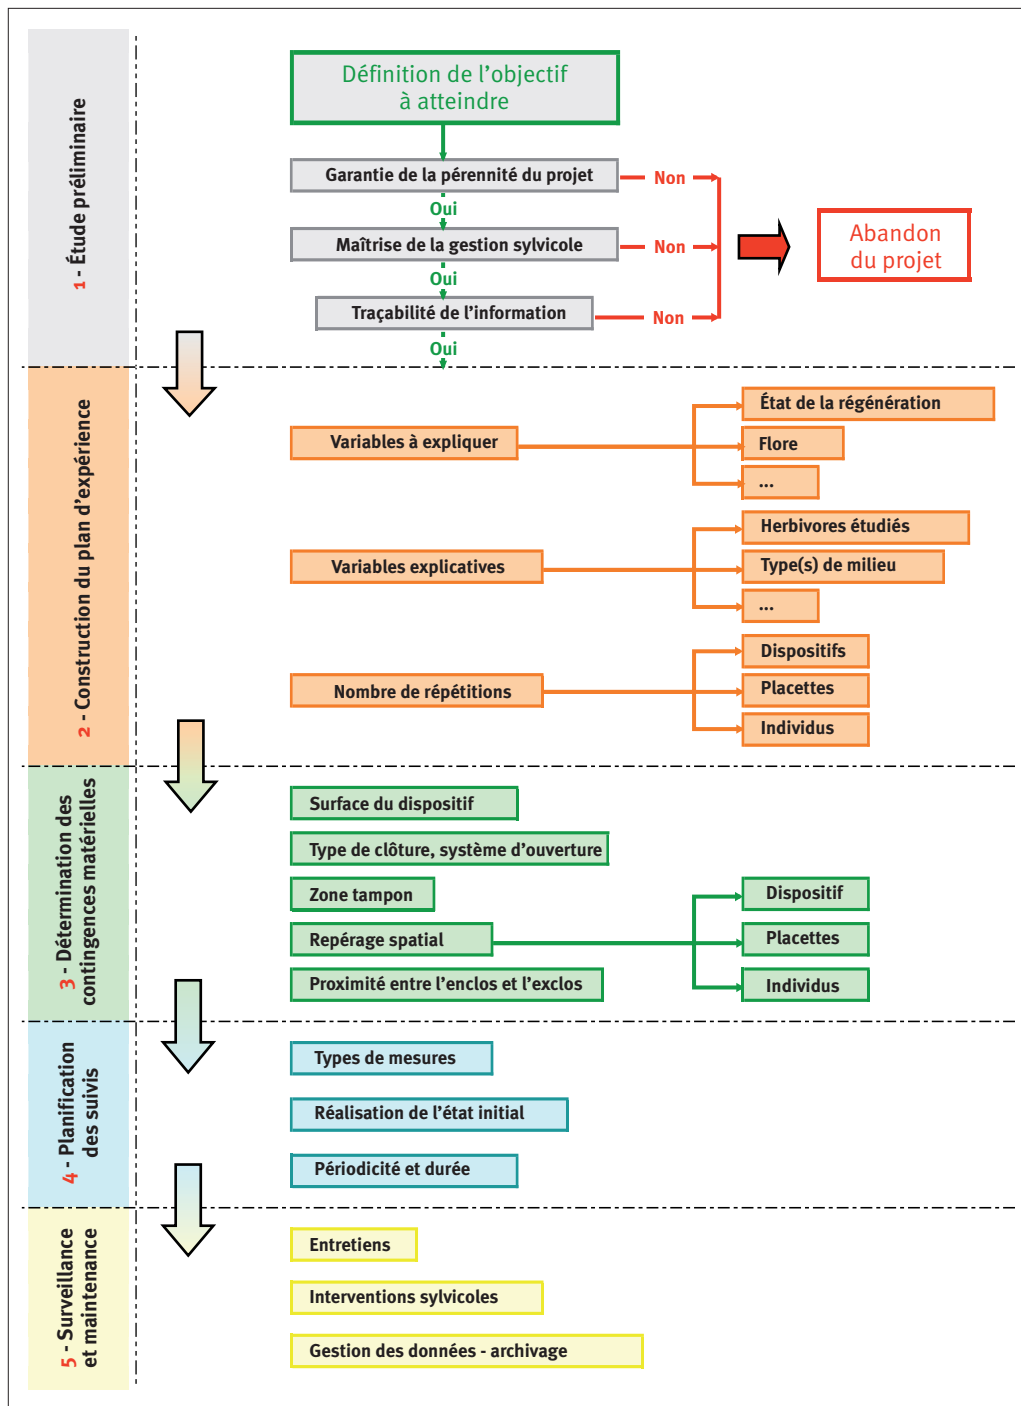 1 - Étude préliminaire
Définition de l'objectif
à atteindre
Garantie de la pérennité du projet
Non
Oui
Maîtrise de la gestion sylvicole
Non
Abandon
du projet
Oui
Traçabilité de l'information
Non
Oui
2 - Construction du plan d'expérience
Variables à expliquer
État de la régénération
Flore
...
Variables explicatives
Herbivores étudiés
Type(s) de milieu
...
Nombre de répétitions
Dispositifs
Placettes
Individus
3 - Détermination des
contingences matérielles
Surface du dispositif
Type de clôture, système d'ouverture
Zone tampon
Repérage spatial
Dispositif
Placettes
Individus
Proximité entre l'enclos et l'exclos
4 - Planification
des suivis
Types de mesures
Réalisation de l'état initial
Périodicité et durée
5 - Surveillance
et maintenance
Entretiens
Interventions sylvicoles
Gestion des données - archivage